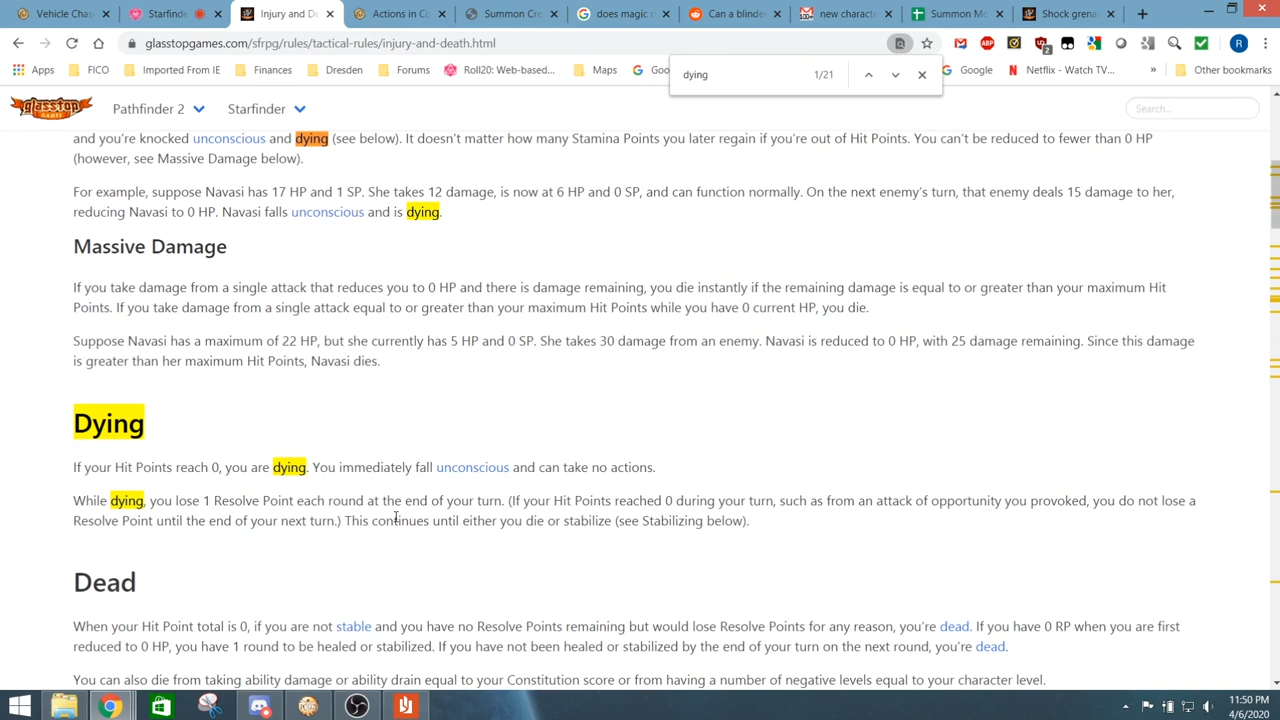 Vehicle Chas
Starfinde
Injury and De
Actions in Co
Summon Cre
does magic n
Can a blinde
new characte
Summon Mo
Shock grenad
glasstopgames.com/sfrpg/rules/tactical-rules/injury-and-death.html
Apps
FICO
Imported From IE
Finances
Dresden
Forums
Roll20: Web-based...
Maps
Goo
Google
Netflix - Watch TV...
»
Other bookmarks
dying
1/21
glasstop GAMES
Pathfinder 2
Starfinder
Search...
and you're knocked unconscious and dying (see below). It doesn't matter how many Stamina Points you later regain if you're out of Hit Points. You can't be reduced to fewer than 0 HP
(however, see Massive Damage below).
For example, suppose Navasi has 17 HP and 1 SP. She takes 12 damage, is now at 6 HP and 0 SP, and can function normally. On the next enemy's turn, that enemy deals 15 damage to her,
reducing Navasi to 0 HP. Navasi falls unconscious and is dying.
Massive Damage
If you take damage from a single attack that reduces you to 0 HP and there is damage remaining, you die instantly if the remaining damage is equal to or greater than your maximum Hit
Points. If you take damage from a single attack equal to or greater than your maximum Hit Points while you have 0 current HP, you die.
Suppose Navasi has a maximum of 22 HP, but she currently has 5 HP and 0 SP. She takes 30 damage from an enemy. Navasi is reduced to 0 HP, with 25 damage remaining. Since this damage
is greater than her maximum Hit Points, Navasi dies.
Dying
If your Hit Points reach 0, you are dying. You immediately fall unconscious and can take no actions.
While dying, you lose 1 Resolve Point each round at the end of your turn. (If your Hit Points reached 0 during your turn, such as from an attack of opportunity you provoked, you do not lose a
Resolve Point until the end of your next turn.) This continues until either you die or stabilize (see Stabilizing below).
Dead
When your Hit Point total is 0, if you are not stable and you have no Resolve Points remaining but would lose Resolve Points for any reason, you're dead. If you have 0 RP when you are first
reduced to 0 HP, you have 1 round to be healed or stabilized. If you have not been healed or stabilized by the end of your turn on the next round, you're dead.
You can also die from taking ability damage or ability drain equal to your Constitution score or from having a number of negative levels equal to your character level.
11:50 PM
4/6/2020